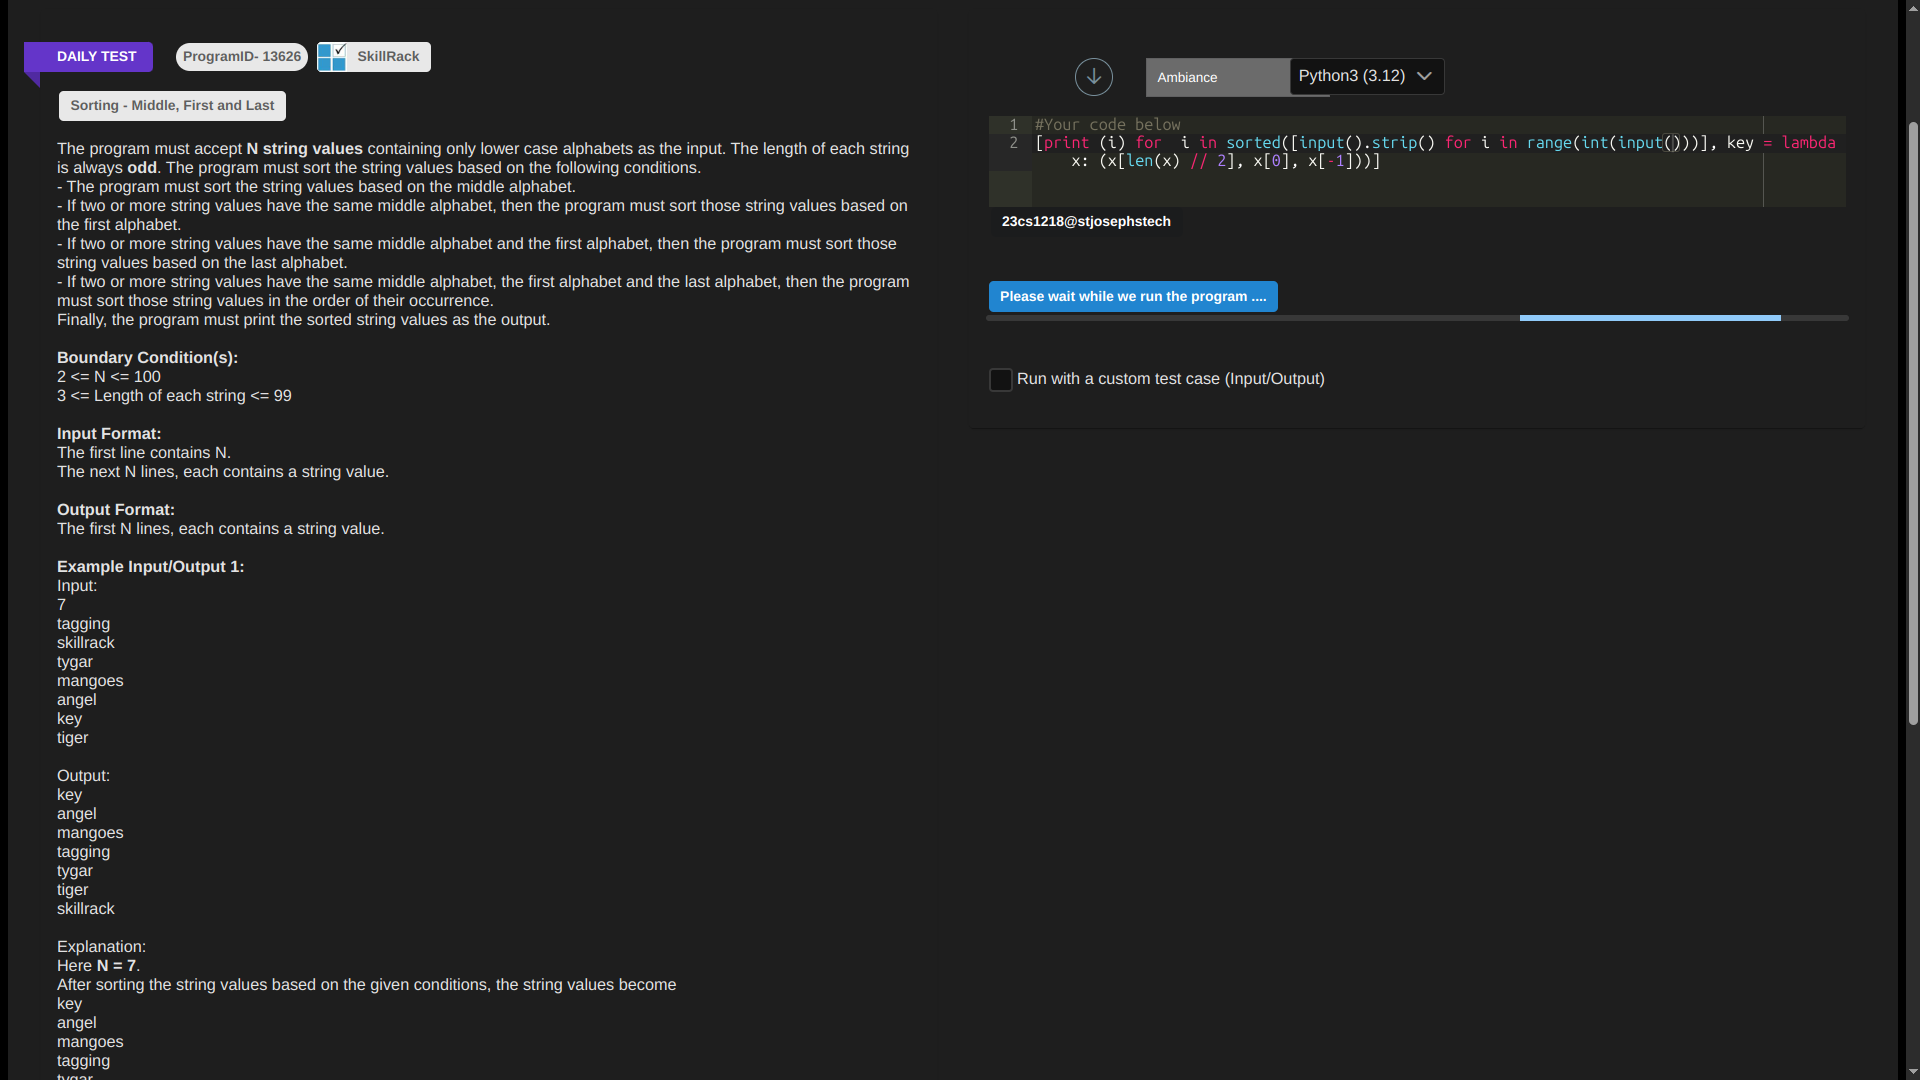 DAILY TEST
ProgramID- 13626
SkillRack
Sorting - Middle, First and Last
The program must accept N string values containing only lower case alphabets as the input. The length of each string
is always odd. The program must sort the string values based on the following conditions.
- The program must sort the string values based on the middle alphabet.
- If two or more string values have the same middle alphabet, then the program must sort those string values based on
the first alphabet.
- If two or more string values have the same middle alphabet and the first alphabet, then the program must sort those
string values based on the last alphabet.
- If two or more string values have the same middle alphabet, the first alphabet and the last alphabet, then the program
must sort those string values in the order of their occurrence.
Finally, the program must print the sorted string values as the output.
Boundary Condition(s):
2 <= N <= 100
3 <= Length of each string <= 99
Input Format:
The first line contains N.
The next N lines, each contains a string value.
Output Format:
The first N lines, each contains a string value.
Example Input/Output 1:
Input:
7
tagging
skillrack
tygar
mangoes
angel
key
tiger
Output:
key
angel
mangoes
tagging
tygar
tiger
skillrack
Explanation:
Here N = 7.
After sorting the string values based on the given conditions, the string values become
key
angel
mangoes
tagging
tygar
Ambiance
Python3 (3.12)
1 #Your code below
2 [print (i) for  i in sorted([input().strip() for i in range(int(input()))], key = lambda
x: (x[len(x) // 2], x[0], x[-1]))]
23cs1218@stjosephstech
Please wait while we run the program ....
Run with a custom test case (Input/Output)